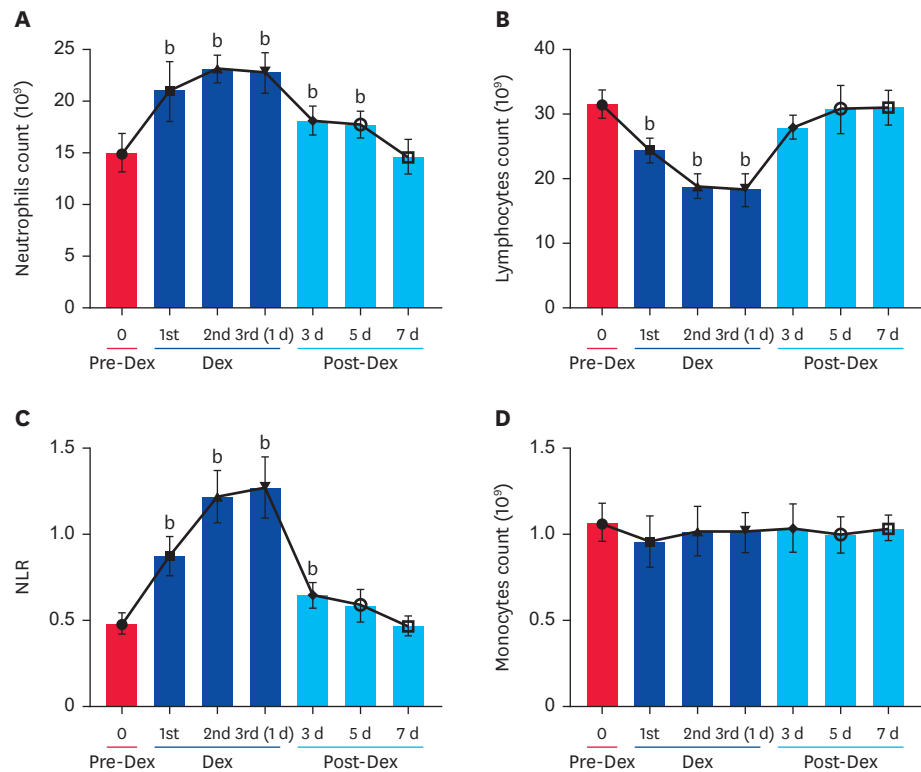 A
Neutrophils count (10⁹)
25
20
15
10
5
0
b
b
b
b
b
0
1st
2nd
3rd (1 d)
3 d
5 d
7 d
Pre-Dex
Dex
Post-Dex
B
Lymphocytes count (10⁹)
40
30
20
10
0
b
b
b
0
1st
2nd
3rd (1 d)
3 d
5 d
7 d
Pre-Dex
Dex
Post-Dex
C
NLR
1.5
1.0
0.5
0
b
b
b
b
0
1st
2nd
3rd (1 d)
3 d
5 d
7 d
Pre-Dex
Dex
Post-Dex
D
Monocytes count (10⁹)
1.5
1.0
0.5
0
0
1st
2nd
3rd (1 d)
3 d
5 d
7 d
Pre-Dex
Dex
Post-Dex